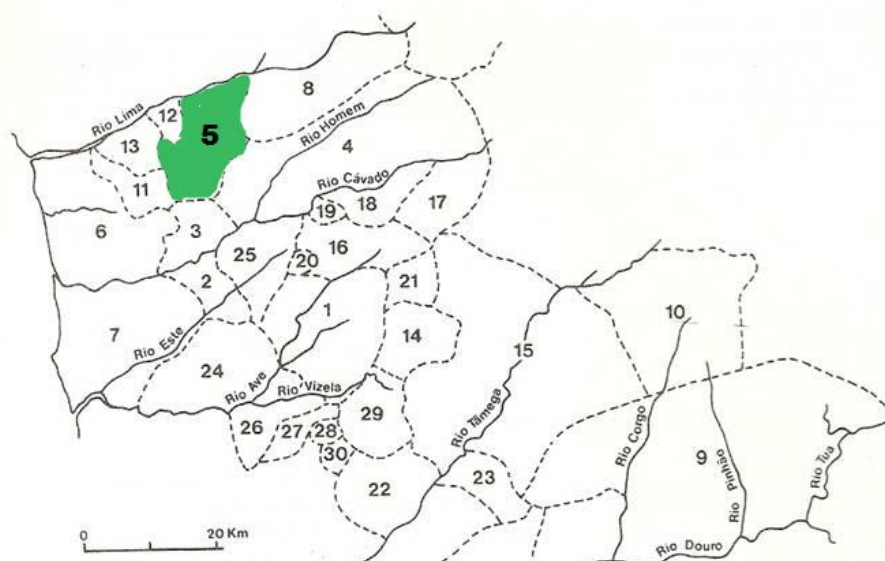 8
12
Rio Lima
5
Rio Homem
13
4
Rio Cávado
11
18
17
19
6
3
25
16
20
2
21
10
1
7
14
15
Rio Este
24
Rio Ave
Rio Vizela
Rio Tâmega
29
26
27
28
30
Rio Corgo
9
Rio Pinhão
Rio Tua
22
23
0 20 Km
Rio Douro